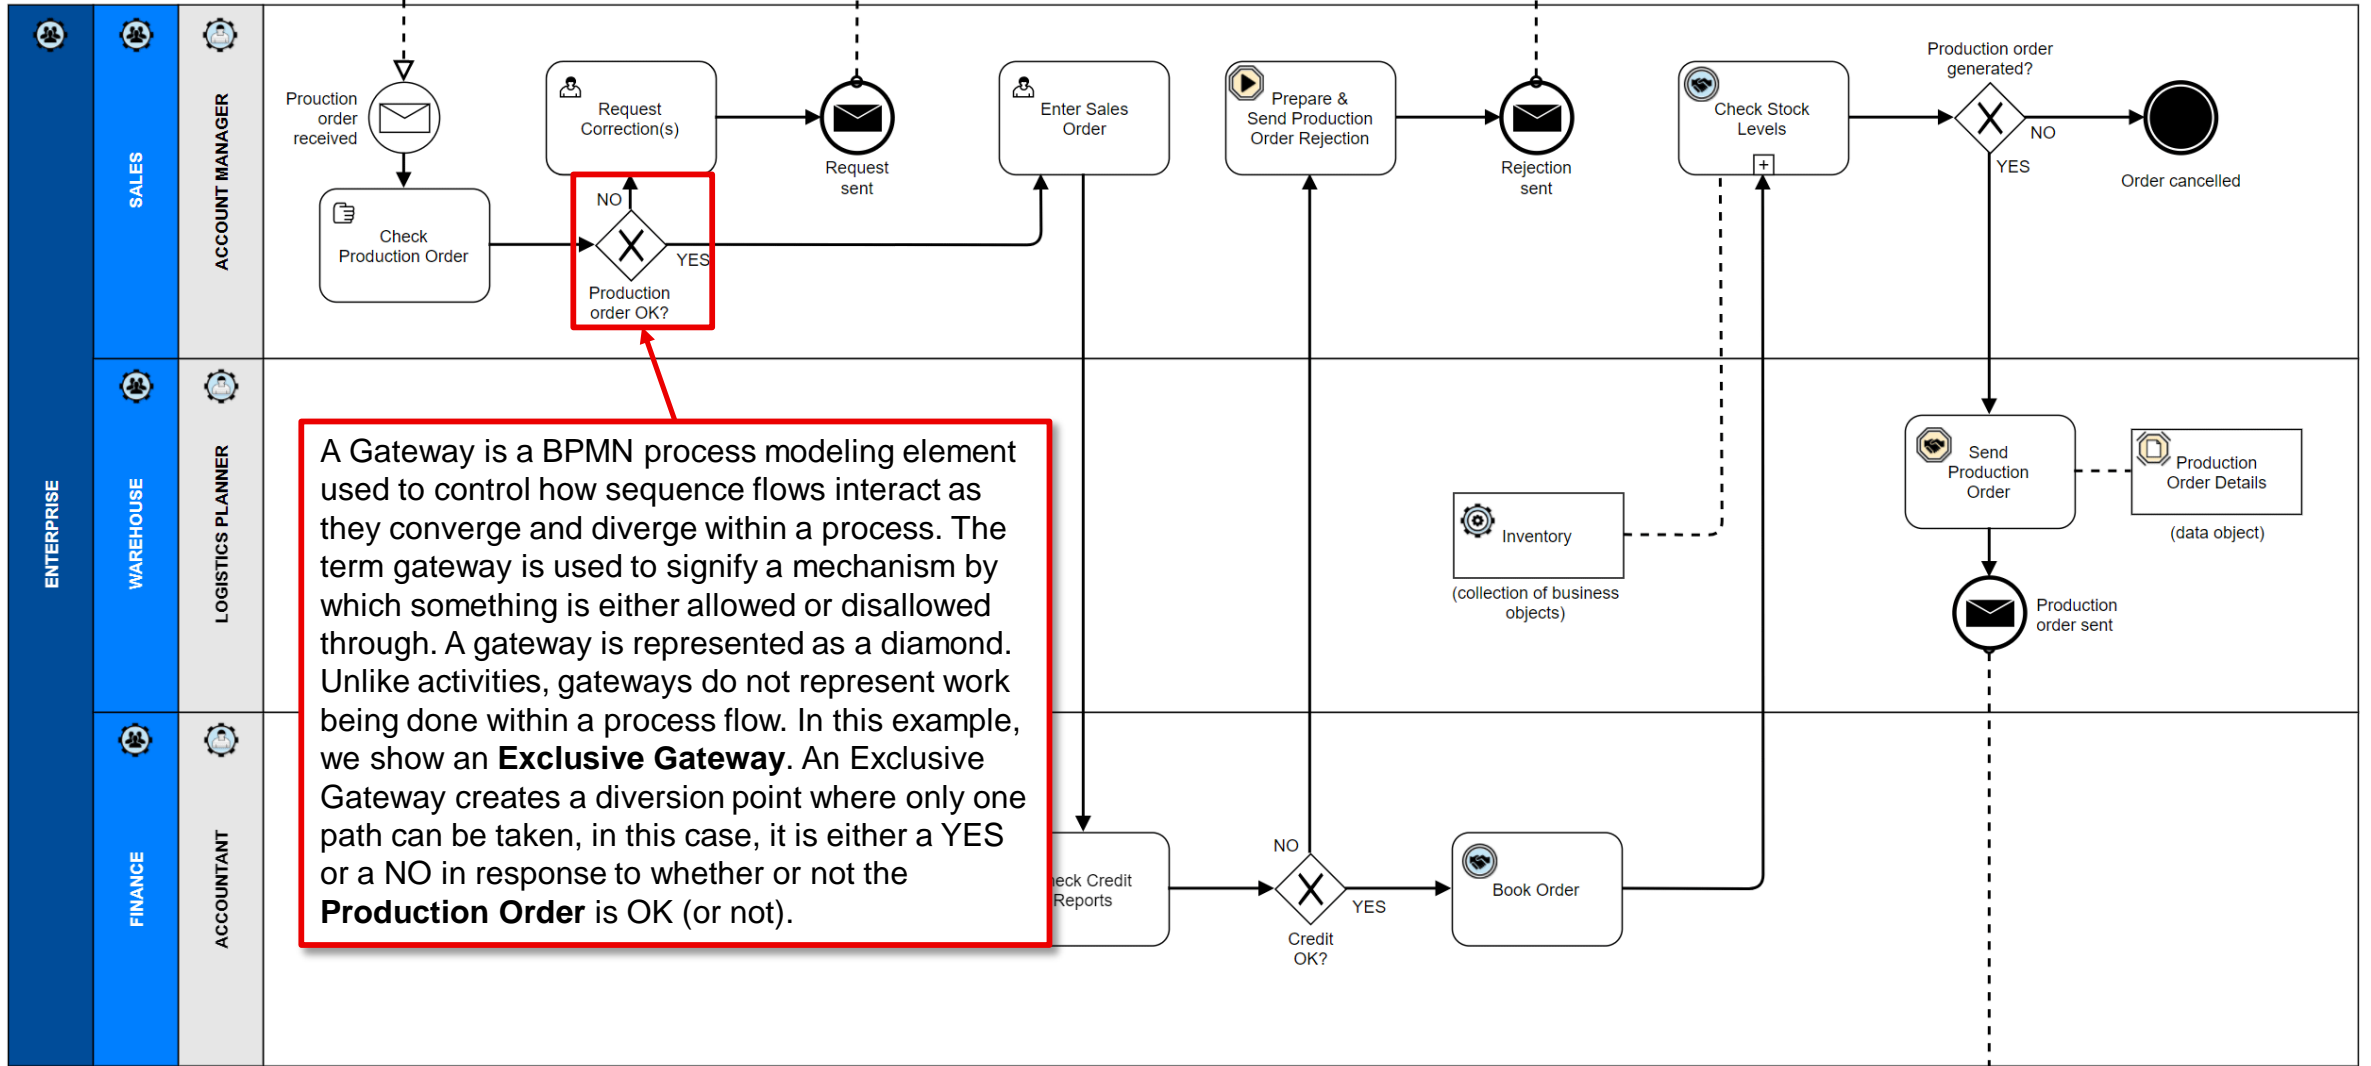 ENTERPRISE
SALES
ACCOUNT MANAGER
Prouction
order
received
Check
Production Order
Request
Correction(s)
NO
YES
Production
order OK?
Request
sent
Enter Sales
Order
Prepare &
Send Production
Order Rejection
Rejection
sent
Check Stock
Levels
Production order
generated?
NO
YES
Order cancelled
WAREHOUSE
LOGISTICS PLANNER
A Gateway is a BPMN process modeling element
used to control how sequence flows interact as
they converge and diverge within a process. The
term gateway is used to signify a mechanism by
which something is either allowed or disallowed
through. A gateway is represented as a diamond.
Unlike activities, gateways do not represent work
being done within a process flow. In this example,
we show an Exclusive Gateway. An Exclusive
Gateway creates a diversion point where only one
path can be taken, in this case, it is either a YES
or a NO in response to whether or not the
Production Order is OK (or not).
Inventory
(collection of business
objects)
Send
Production
Order
Production
Order Details
(data object)
Production
order sent
FINANCE
ACCOUNTANT
Credit
Reports
NO
YES
Credit
OK?
Book Order